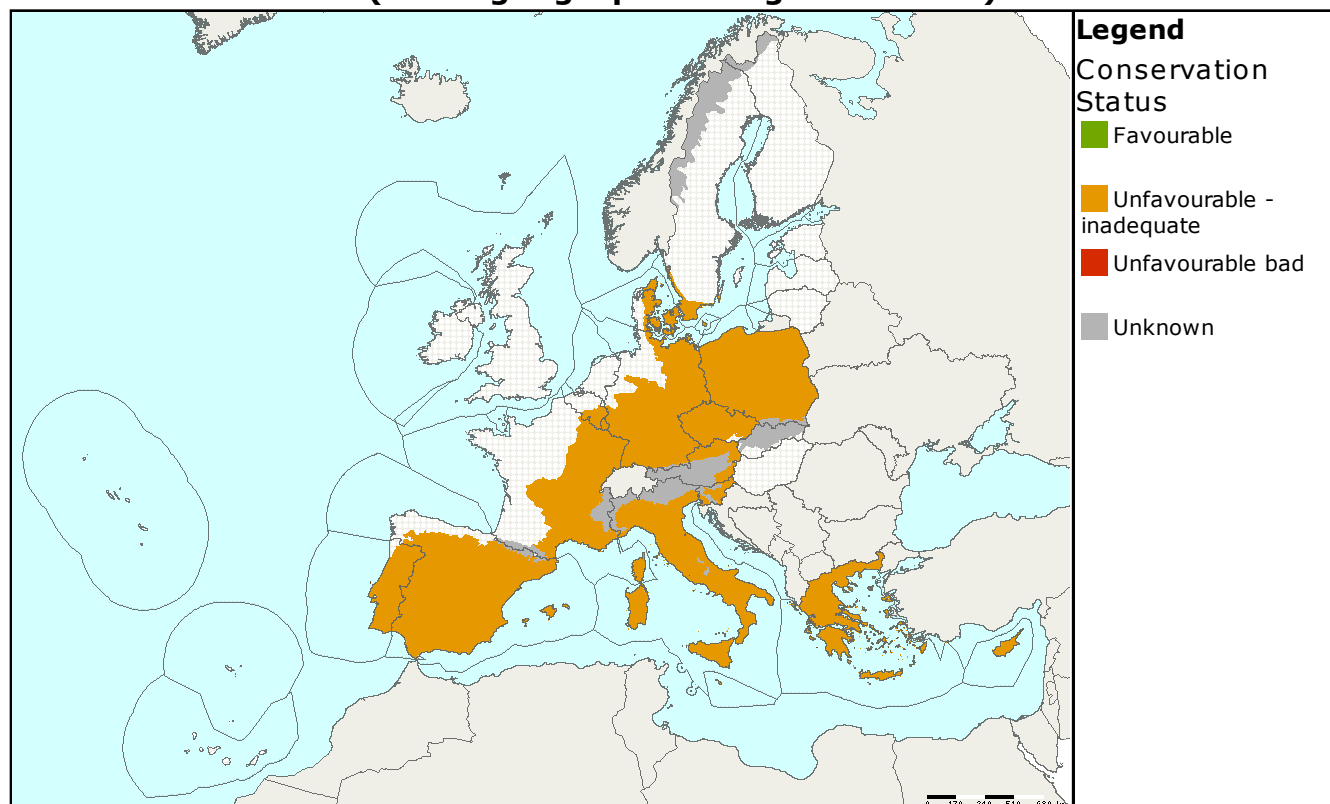 Legend
Conservation
Status
Favourable
Unfavourable -
inadequate
Unfavourable bad
Unknown